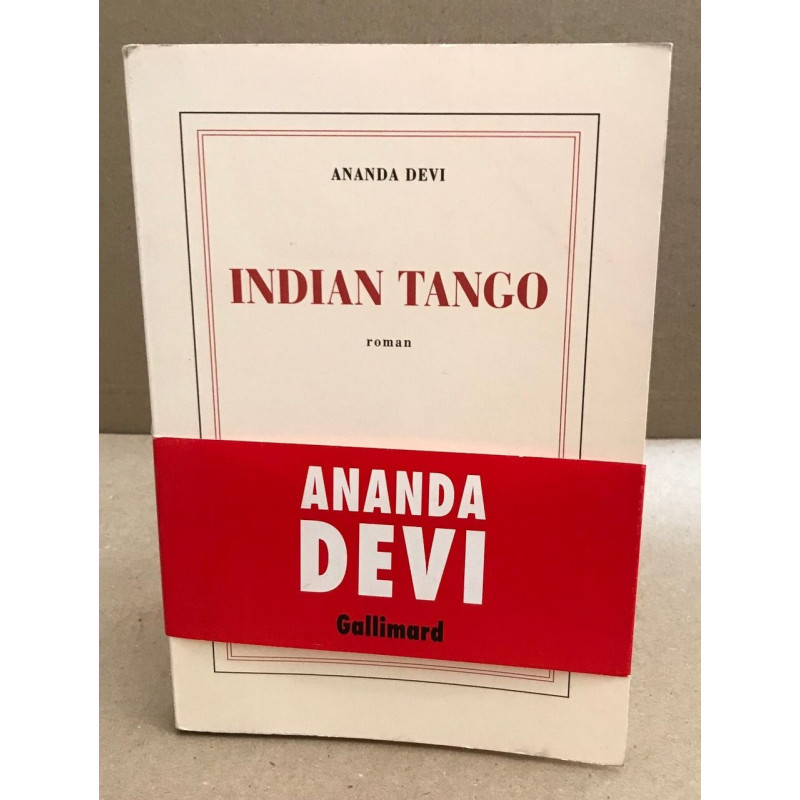 ANANDA DEVI
INDIAN TANGO
roman
ANANDA
DEVI
Gallimard